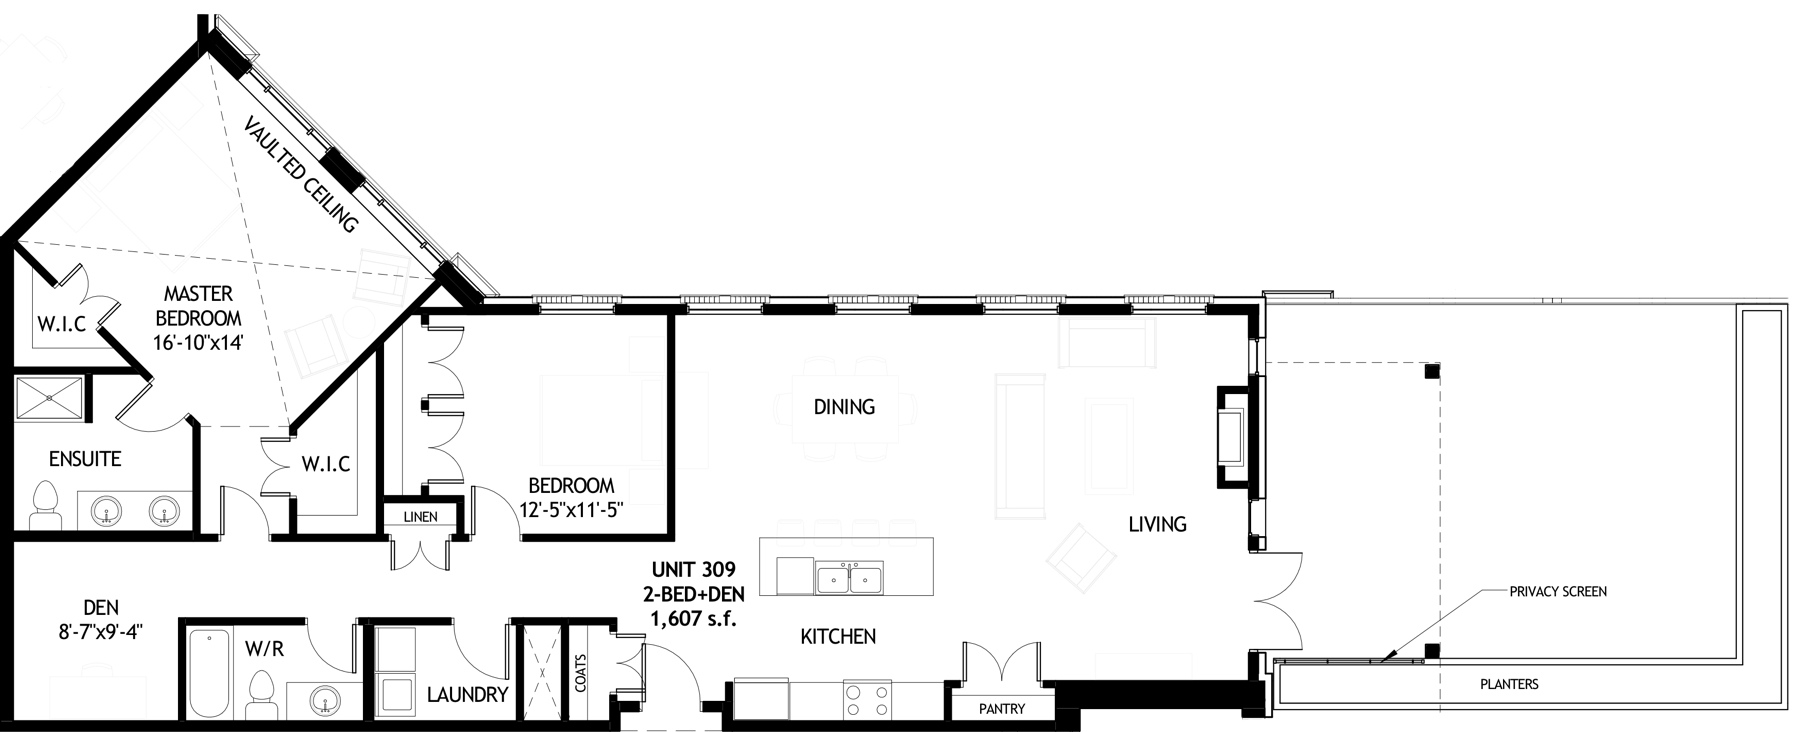 VAULTED CEILING
MASTER
BEDROOM
16'-10"x14'
W.I.C
ENSUITE
W.I.C
LINEN
BEDROOM
12'-5"x11'-5"
DINING
LIVING
UNIT 309
2-BED+DEN
1,607 s.f.
DEN
8'-7"x9'-4"
W/R
LAUNDRY
COATS
KITCHEN
PANTRY
PRIVACY SCREEN
PLANTERS